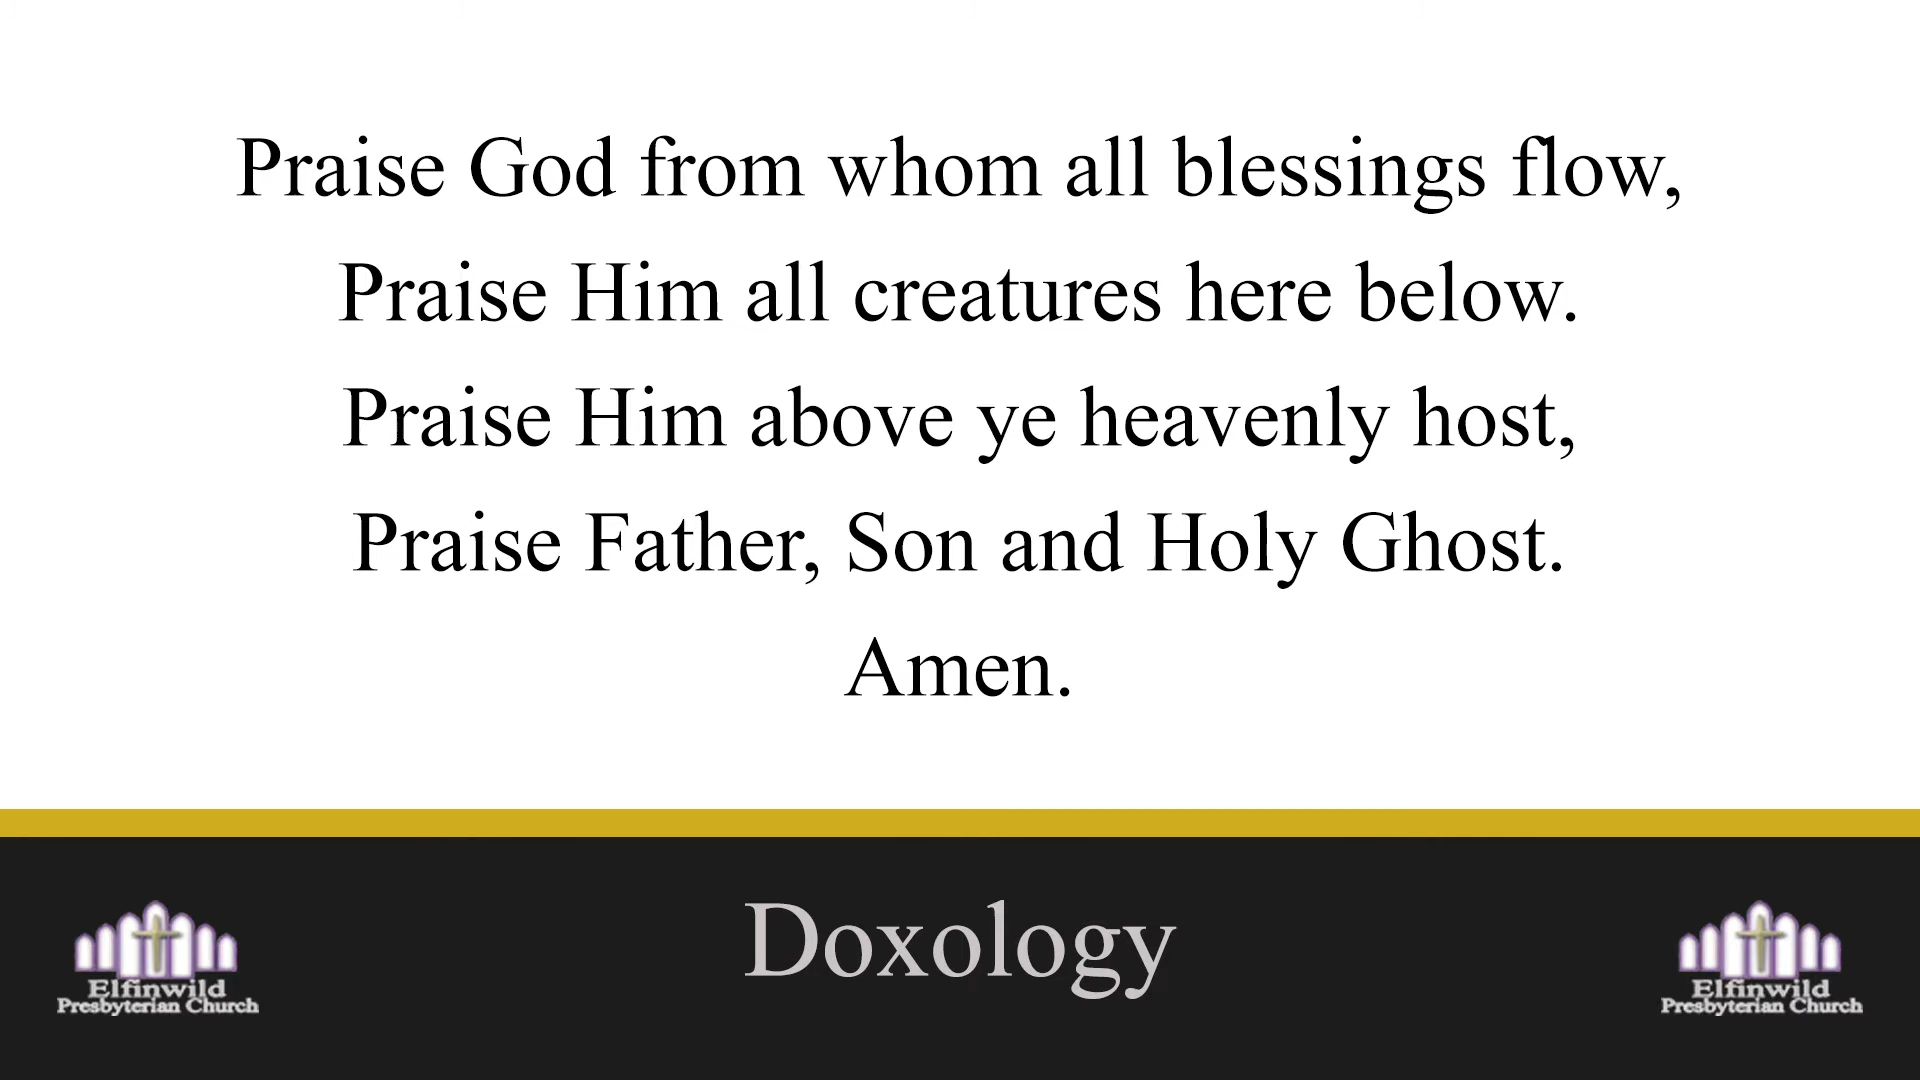 Praise God from whom all blessings flow,
Praise Him all creatures here below.
Praise Him above ye heavenly host,
Praise Father, Son and Holy Ghost.
Amen.
Doxology
Elfinwild
Presbyterian Church
Elfinwild
Presbyterian Church